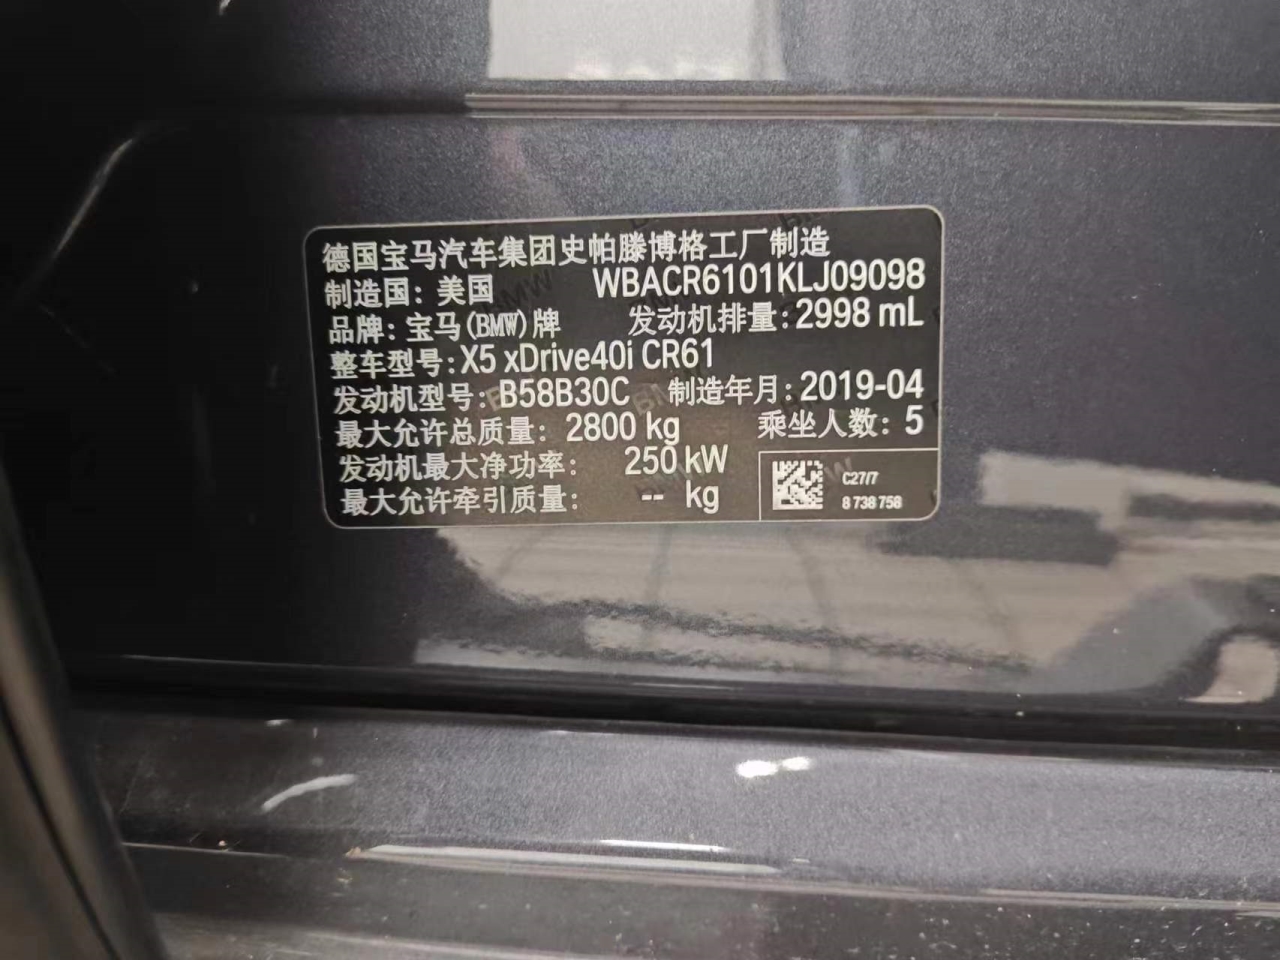 德国宝马汽车集团史帕滕博格工厂制造
制造国：美国 WBACR6101KLJ09098
品牌：宝马(BMW)牌 发动机排量：2998 mL
整车型号：X5 xDrive40i CR61
发动机型号：B58B30C 制造年月：2019-04
最大允许总质量：2800 kg 乘坐人数：5
发动机最大净功率：250 kW
最大允许牵引质量：-- kg
C27/7
8 738 758